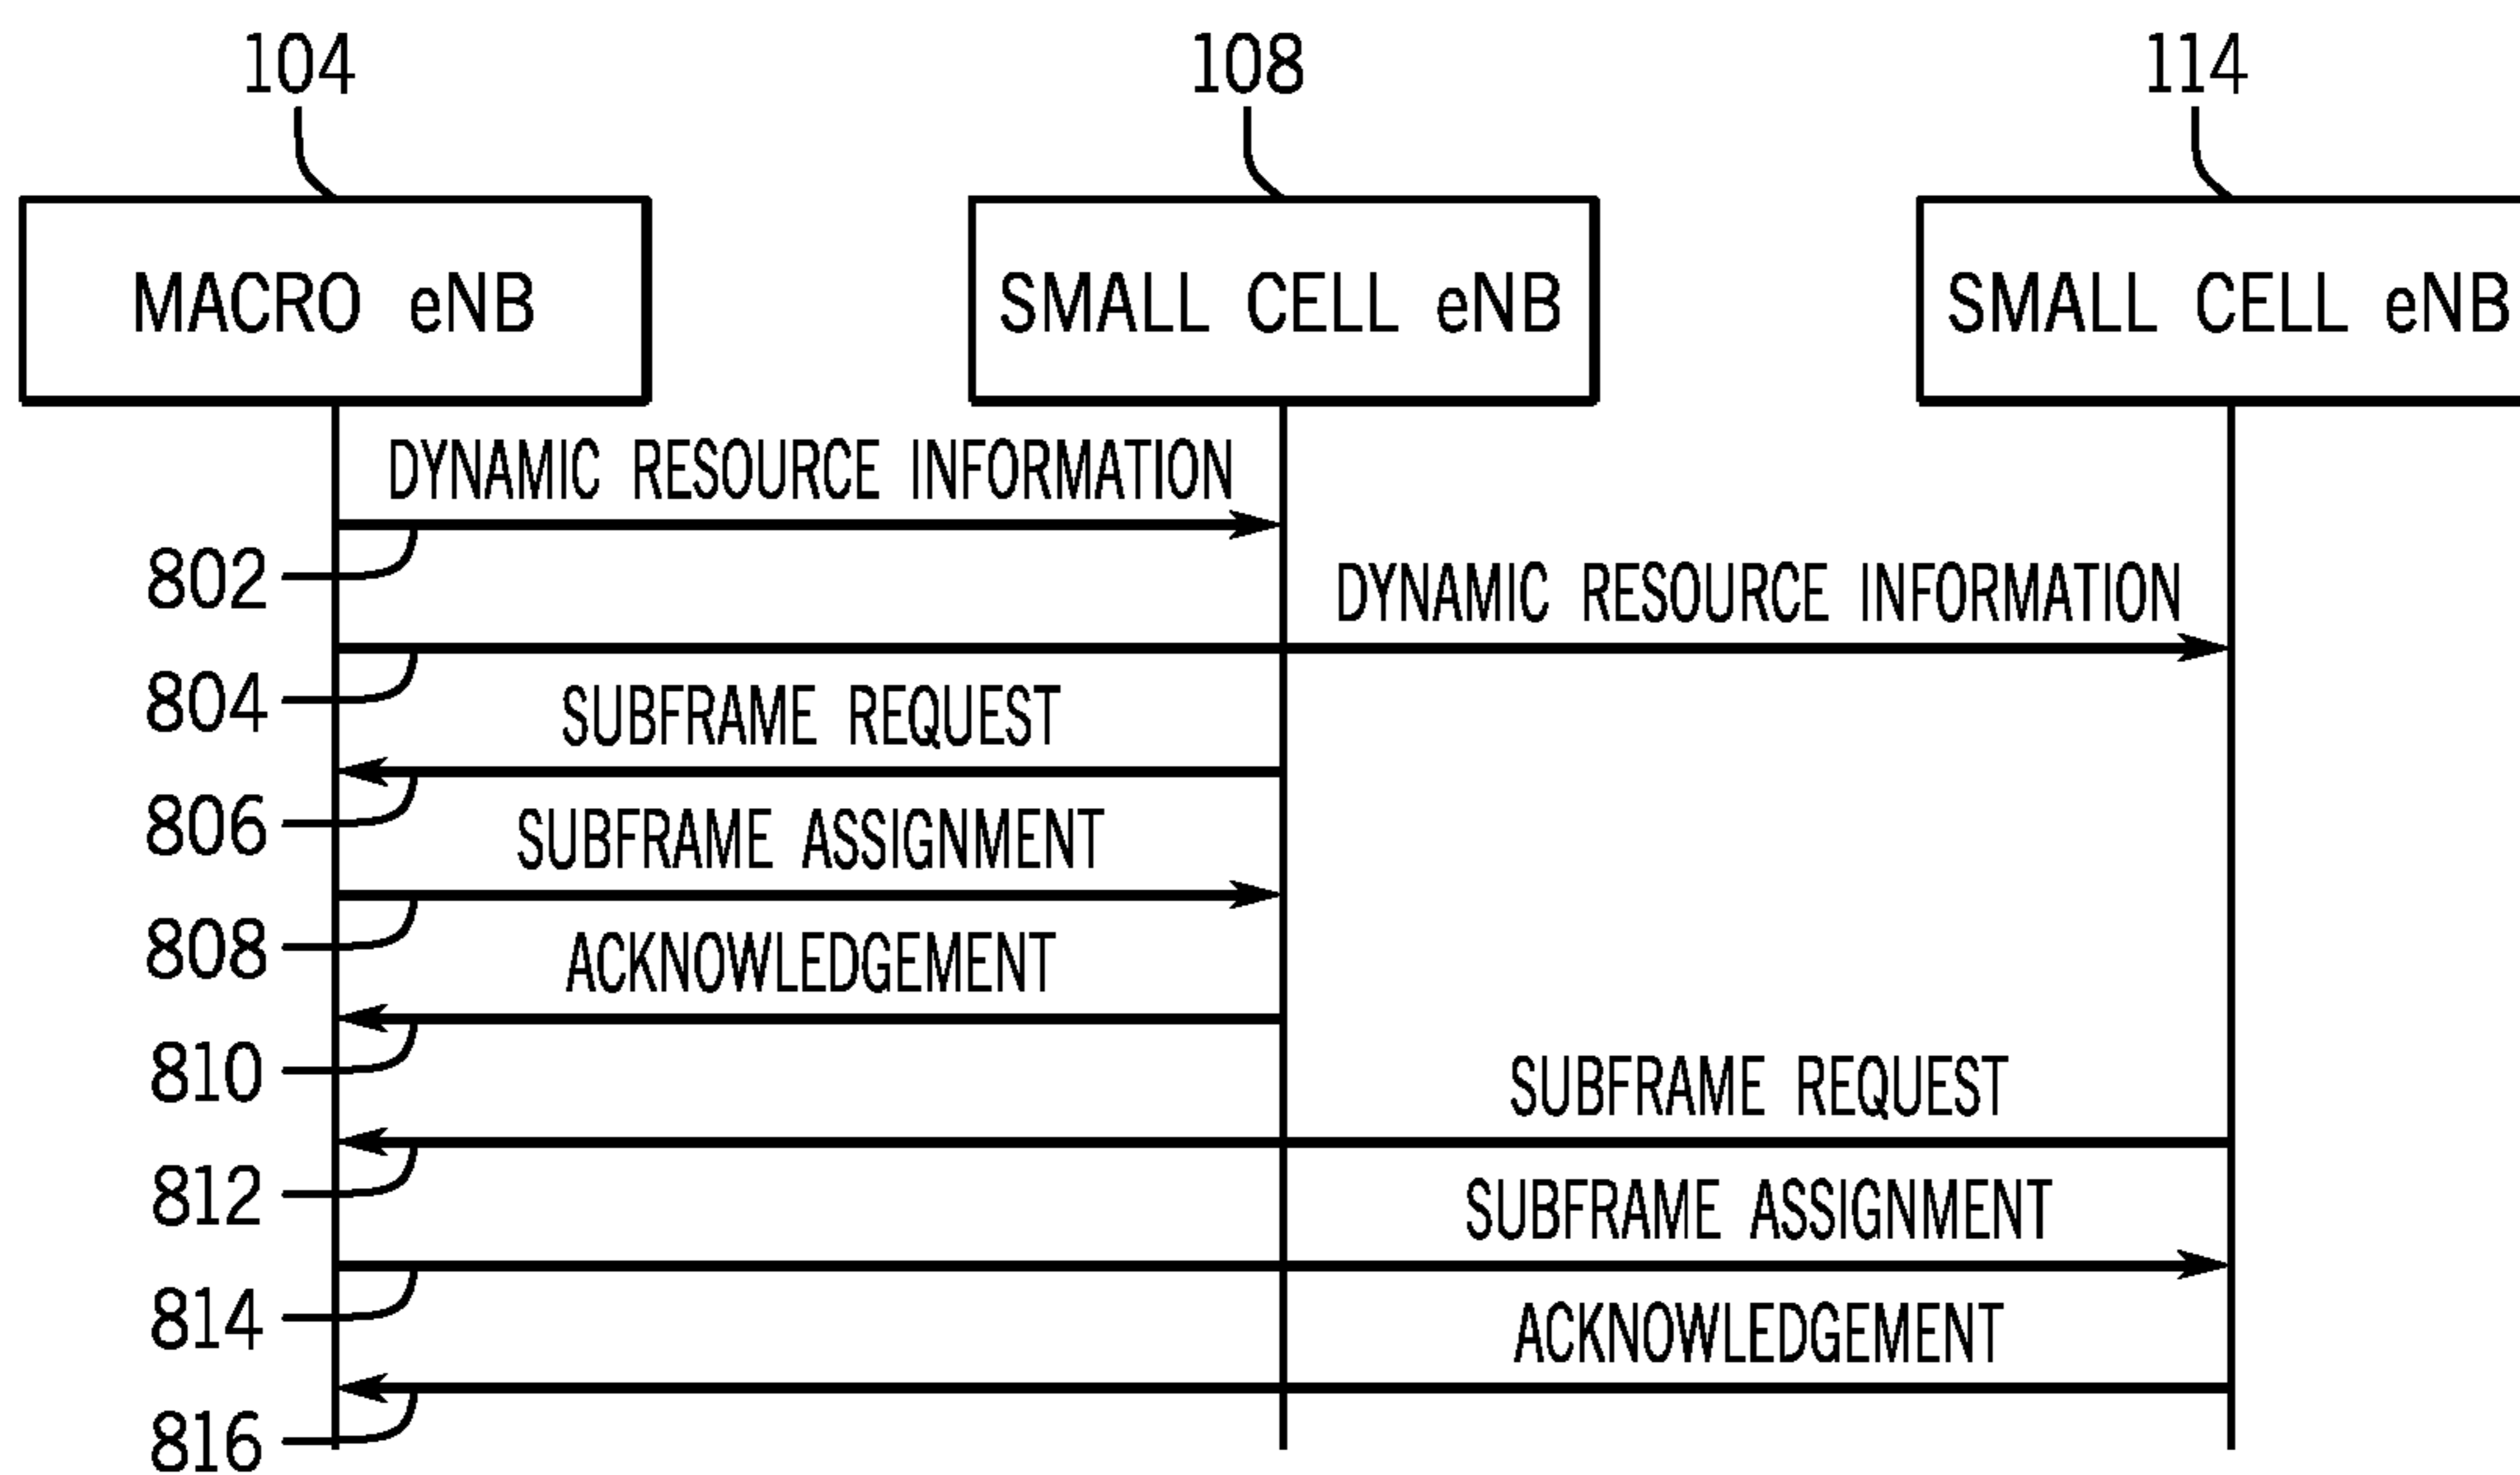 104
108
114
MACRO eNB
SMALL CELL eNB
SMALL CELL eNB
DYNAMIC RESOURCE INFORMATION
802
DYNAMIC RESOURCE INFORMATION
804
SUBFRAME REQUEST
806
SUBFRAME ASSIGNMENT
808
ACKNOWLEDGEMENT
810
SUBFRAME REQUEST
812
SUBFRAME ASSIGNMENT
814
ACKNOWLEDGEMENT
816